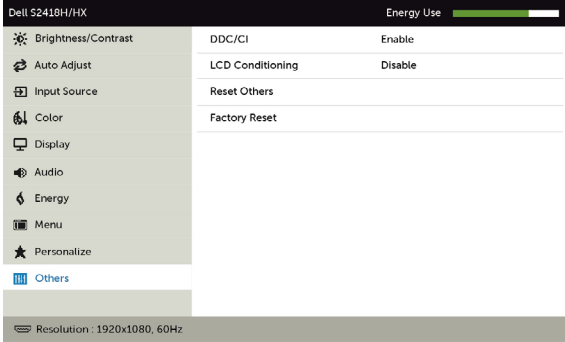 Dell S2418H/HX Energy Use
Brightness/Contrast
Auto Adjust
Input Source
Color
Display
Audio
Energy
Menu
Personalize
Others
DDC/CI Enable
LCD Conditioning Disable
Reset Others
Factory Reset
Resolution : 1920x1080, 60Hz